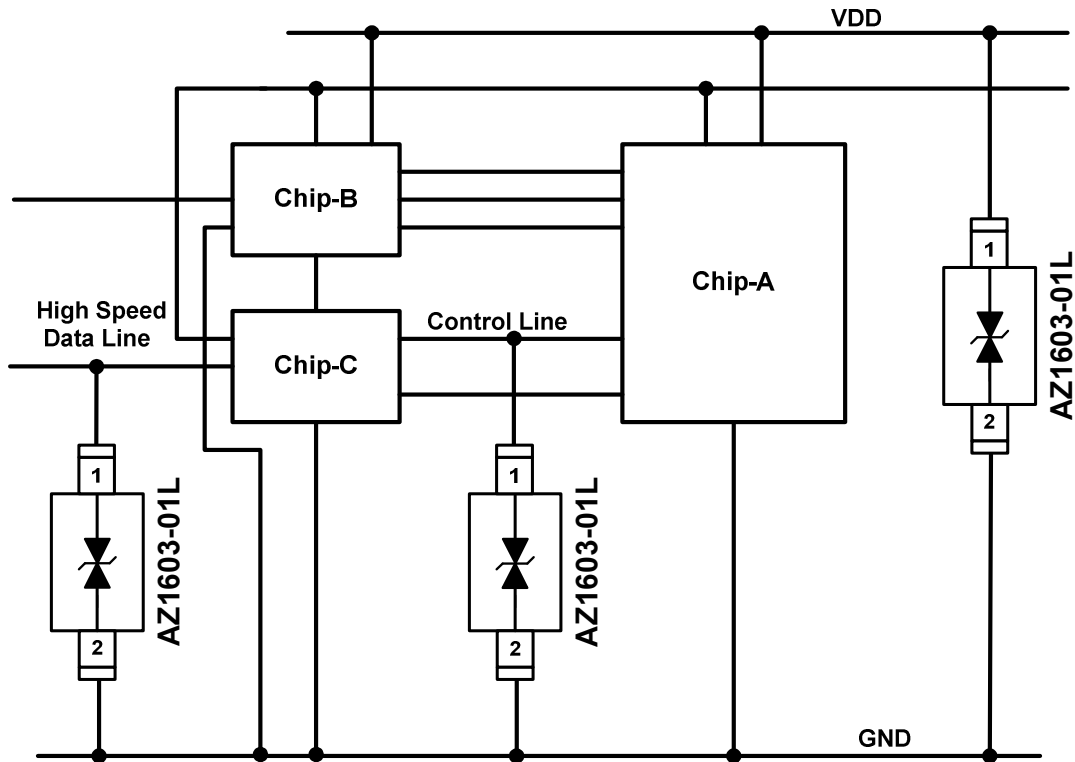 VDD
Chip-B
Chip-A
1
AZ1603-01L
2
High Speed
Data Line
Control Line
Chip-C
1
AZ1603-01L
2
1
AZ1603-01L
2
GND